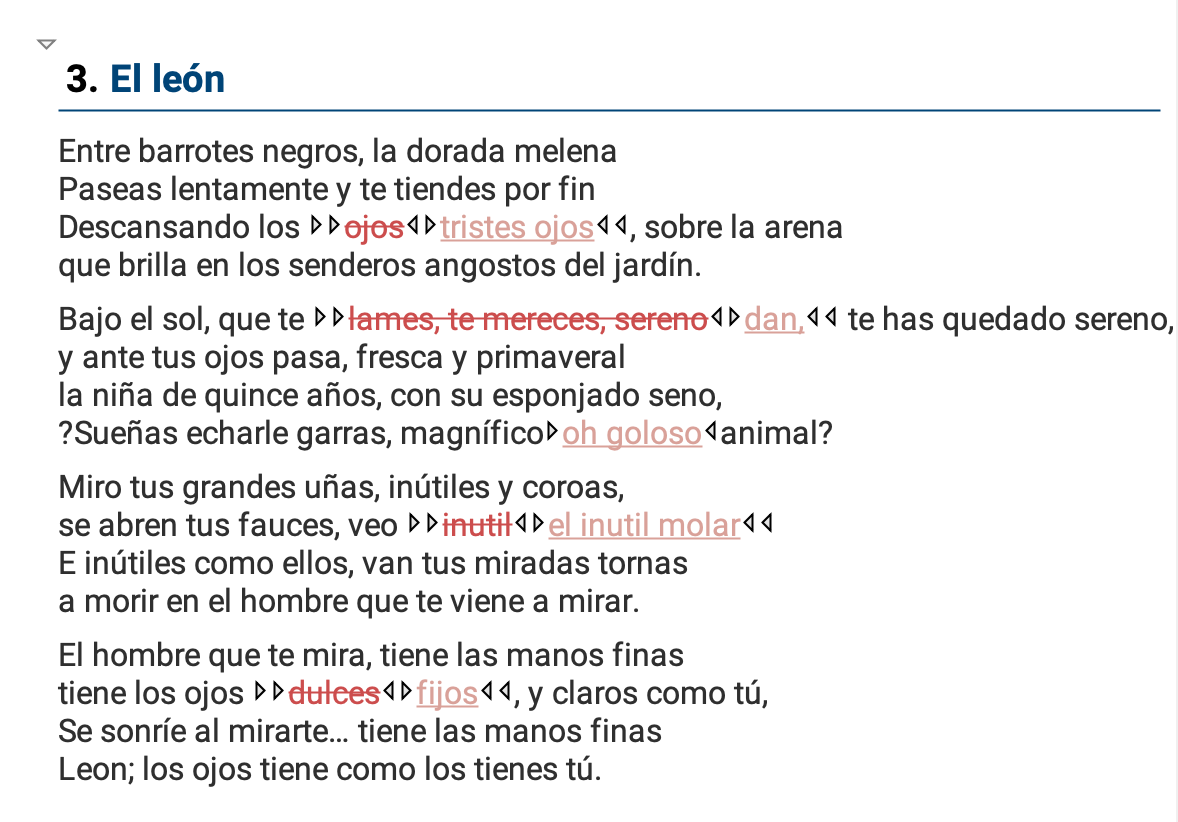 3. El león
Entre barrotes negros, la dorada melena
Paseas lentamente y te tiendes por fin
Descansando los ojos tristes ojos, sobre la arena
que brilla en los senderos angostos del jardín.
Bajo el sol, que te lames, te mereces, sereno dan, te has quedado sereno,
y ante tus ojos pasa, fresca y primaveral
la niña de quince años, con su esponjado seno,
?Sueñas echarle garras, magnífico oh goloso animal?
Miro tus grandes uñas, inútiles y coroas,
se abren tus fauces, veo inutil el inutil molar
E inútiles como ellos, van tus miradas tornas
a morir en el hombre que te viene a mirar.
El hombre que te mira, tiene las manos finas
tiene los ojos dulces fijos, y claros como tú,
Se sonríe al mirarte... tiene las manos finas
Leon; los ojos tiene como los tienes tú.